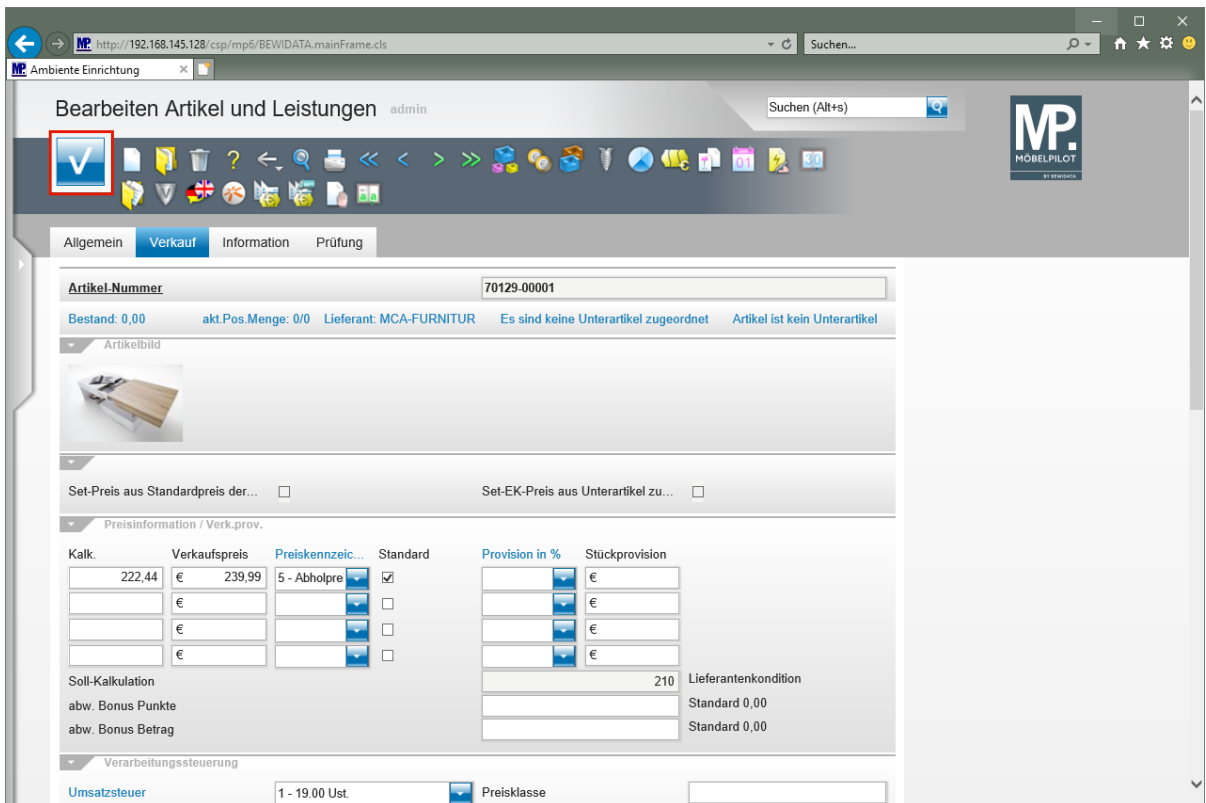 http://192.168.145.128/csp/mp6/BEWIDATA.mainFrame.cls
Suchen...
MP. Ambiente Einrichtung
Bearbeiten Artikel und Leistungen admin
Suchen (Alt+s)
MP.
MÖBELPILOT
BY BEWIDATA
Allgemein Verkauf Information Prüfung
Artikel-Nummer 70129-00001
Bestand: 0,00 akt.Pos.Menge: 0/0 Lieferant: MCA-FURNITUR Es sind keine Unterartikel zugeordnet Artikel ist kein Unterartikel
Artikelbild
Set-Preis aus Standardpreis der... Set-EK-Preis aus Unterartikel zu...
Preisinformation / Verk.prov.
Kalk. Verkaufspreis Preiskennzeic... Standard Provision in % Stückprovision
222,44 € 239,99 5 - Abholpre €
€ €
€ €
€ €
Soll-Kalkulation 210 Lieferantenkondition
abw. Bonus Punkte Standard 0,00
abw. Bonus Betrag Standard 0,00
Verarbeitungssteuerung
Umsatzsteuer 1 - 19.00 Ust. Preisklasse